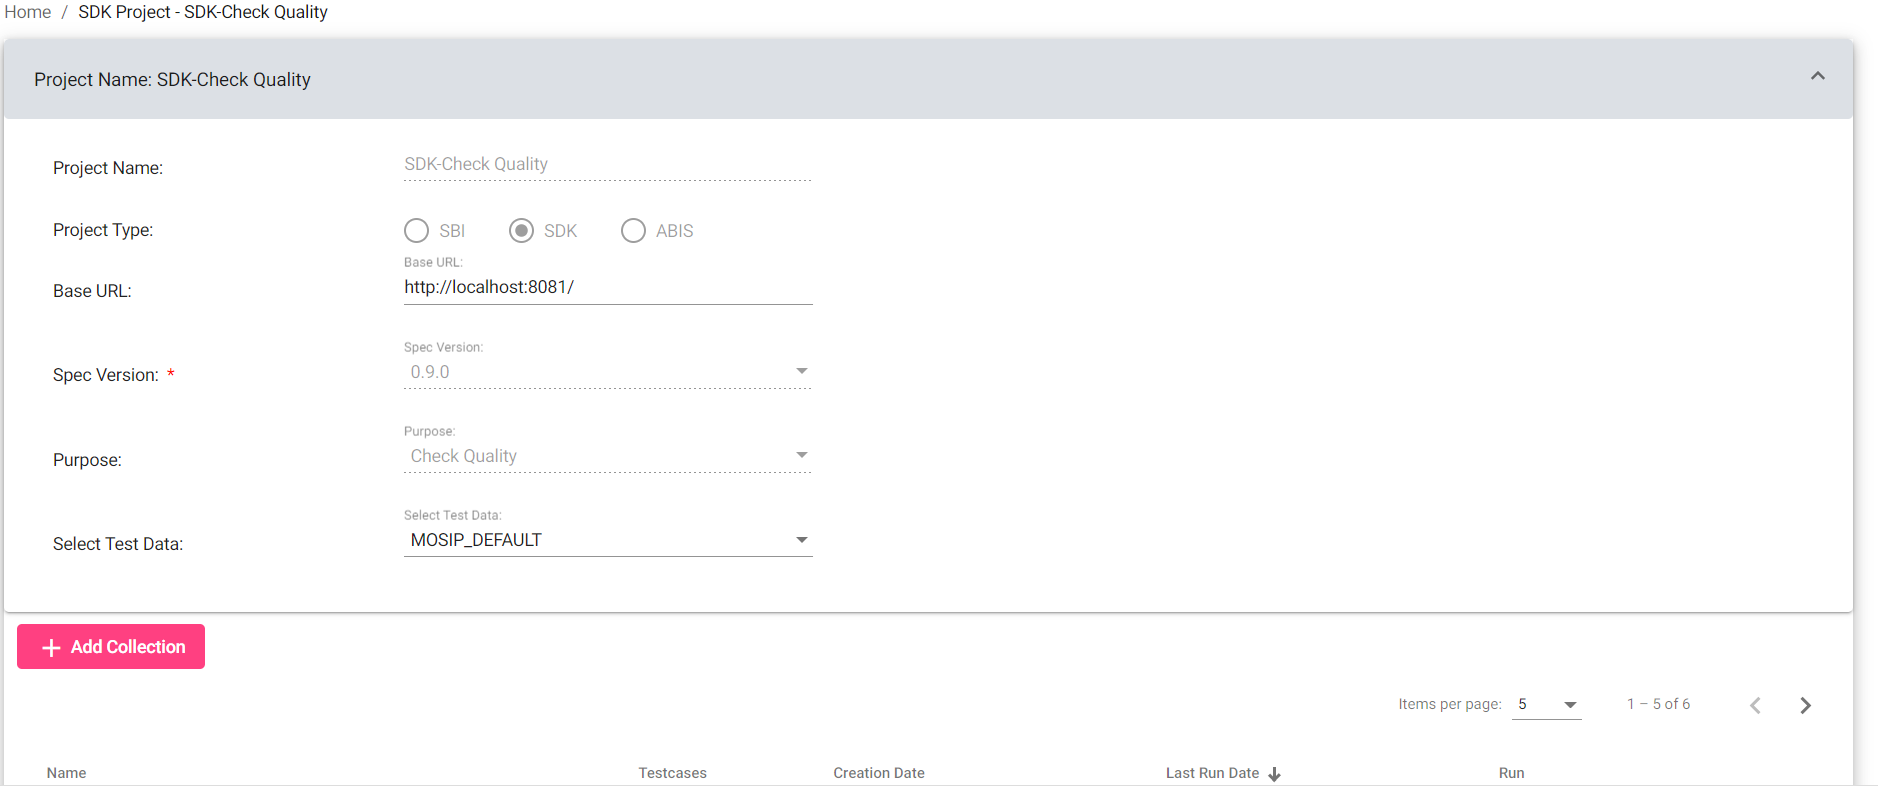 Home / SDK Project - SDK-Check Quality
Project Name: SDK-Check Quality
Project Name: SDK-Check Quality
Project Type: SBI SDK ABIS
Base URL:
Base URL: http://localhost:8081/
Spec Version:
Spec Version: * 0.9.0
Purpose:
Purpose: Check Quality
Select Test Data:
Select Test Data: MOSIP_DEFAULT
+ Add Collection
Items per page: 5 1 – 5 of 6
Name Testcases Creation Date Last Run Date Run